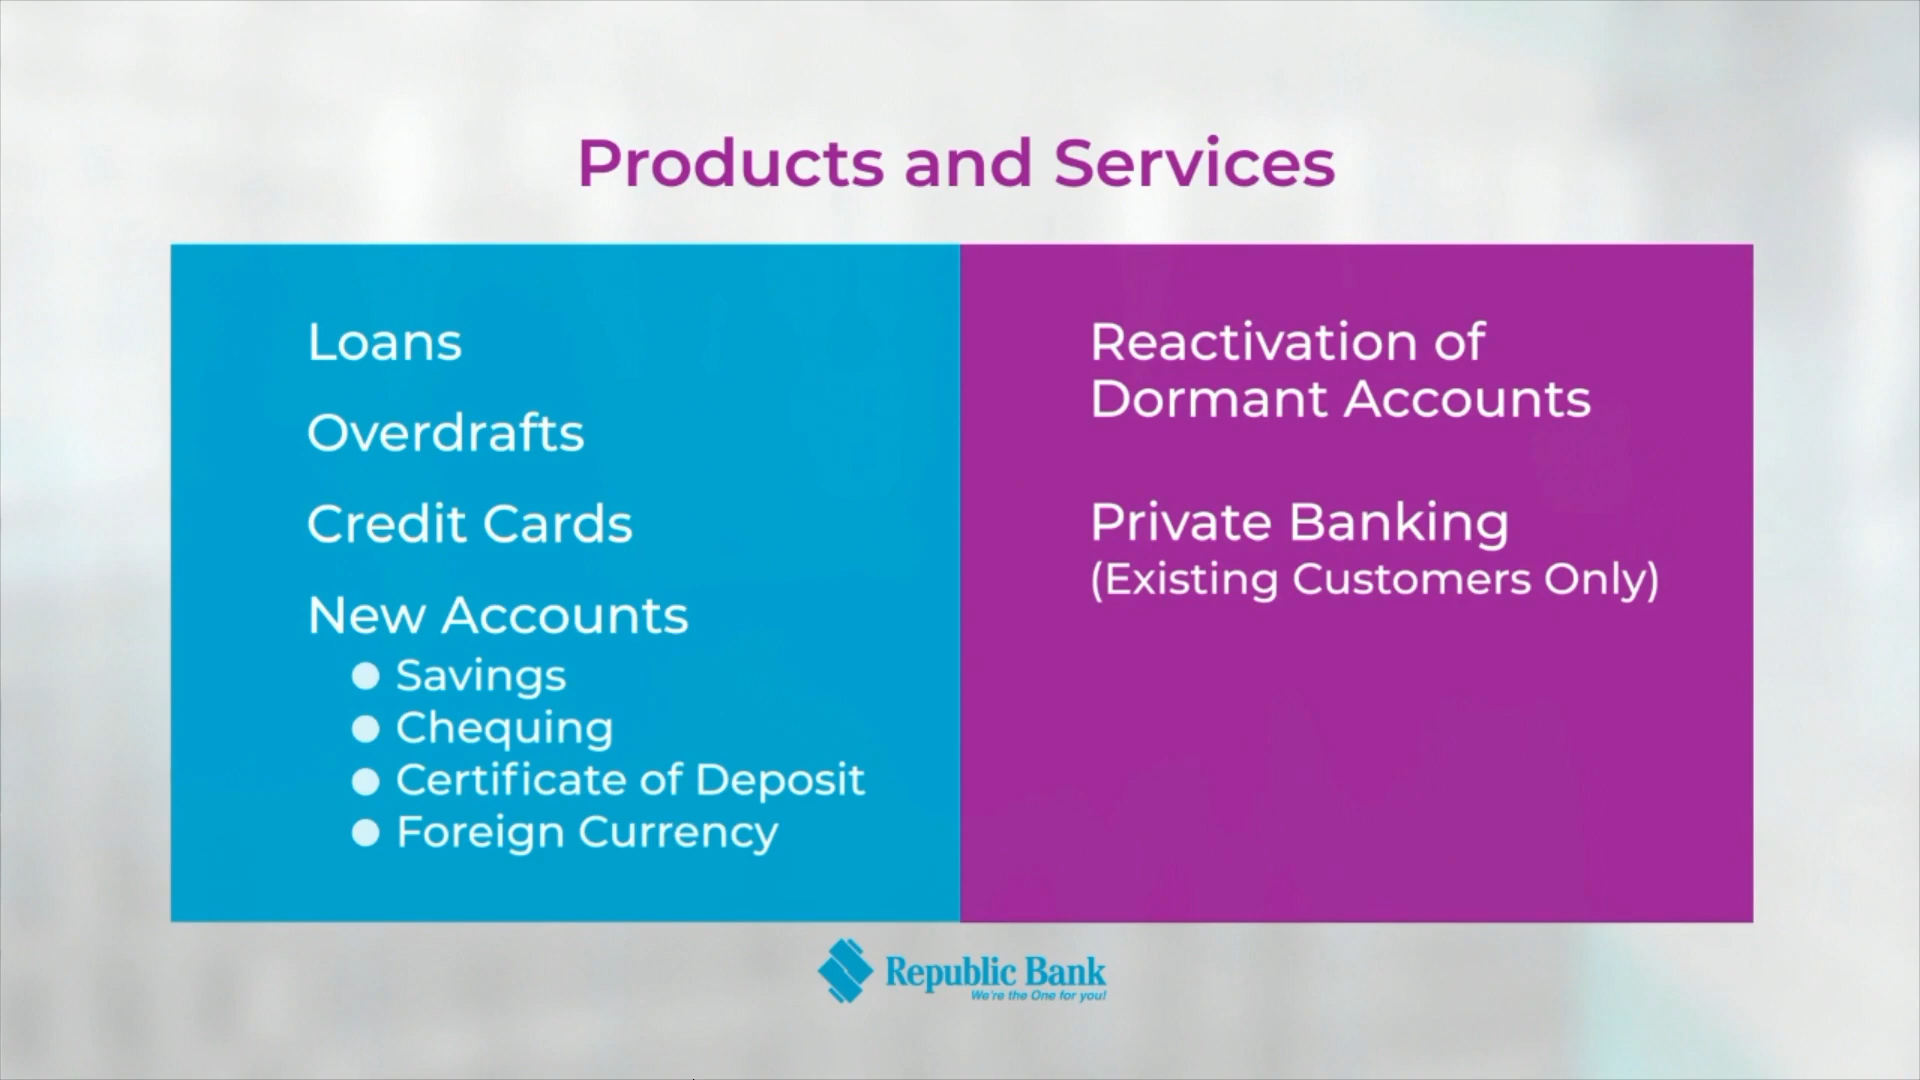 Products and Services
Loans
Overdrafts
Credit Cards
New Accounts
Savings
Chequing
Certificate of Deposit
Foreign Currency
Reactivation of
Dormant Accounts
Private Banking
(Existing Customers Only)
Republic Bank
We're the One for you!